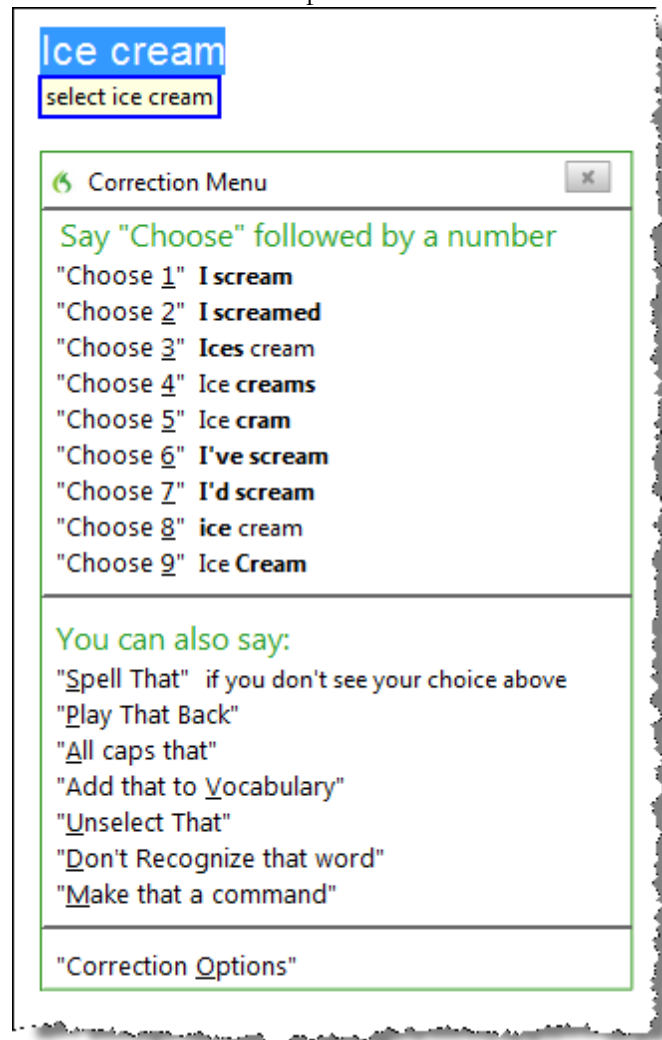 Ice cream
select ice cream
Correction Menu
Say "Choose" followed by a number
"Choose 1" I scream
"Choose 2" I screamed
"Choose 3" Ices cream
"Choose 4" Ice creams
"Choose 5" Ice cram
"Choose 6" I've scream
"Choose 7" I'd scream
"Choose 8" ice cream
"Choose 9" Ice Cream
You can also say:
"Spell That" if you don't see your choice above
"Play That Back"
"All caps that"
"Add that to Vocabulary"
"Unselect That"
"Don't Recognize that word"
"Make that a command"
"Correction Options"